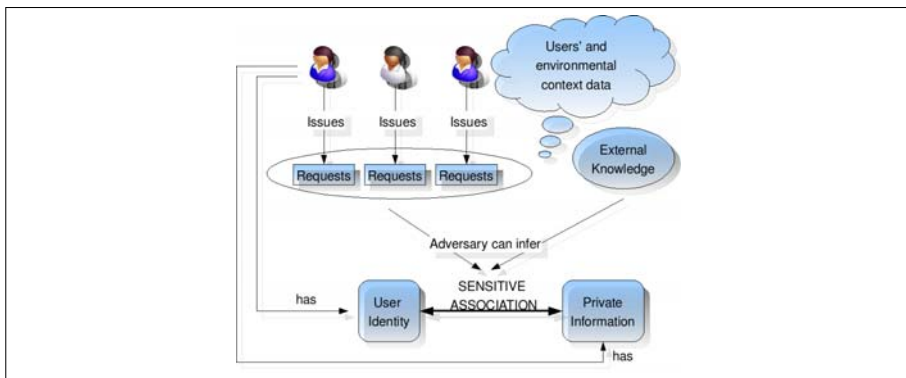 Users' and
environmental
context data
Issues
Issues
Issues
External
Knowledge
Requests
Requests
Requests
Adversary can infer
SENSITIVE
ASSOCIATION
has
User
Identity
Private
Information
has